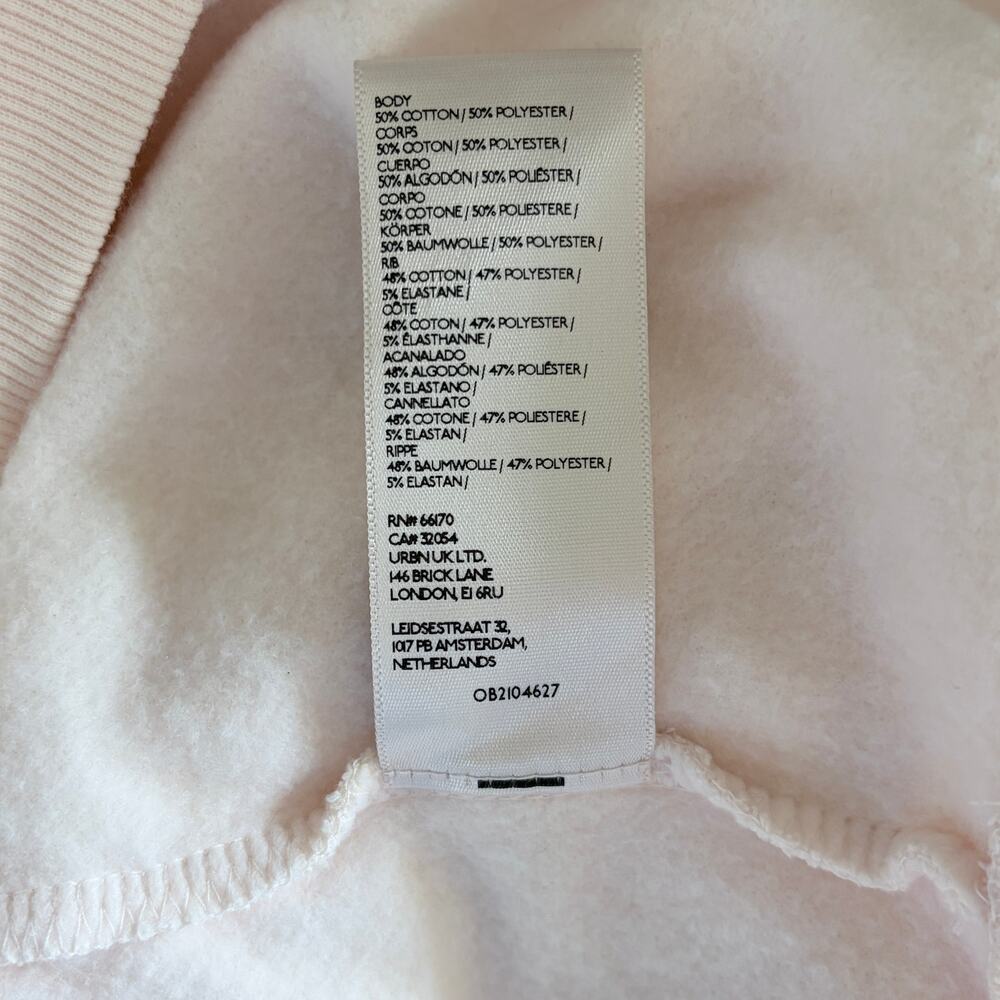 BODY
50% COTTON / 50% POLYESTER /
CORPS
50% COTON / 50% POLYESTER /
CUERPO
50% ALGODÓN / 50% POLIÉSTER /
CORPO
50% COTONE / 50% POLIESTERE /
KÖRPER
50% BAUMWOLLE / 50% POLYESTER /
RIB
48% COTTON / 47% POLYESTER /
5% ELASTANE /
CÔTE
48% COTON / 47% POLYESTER /
5% ÉLASTHANNE /
ACANALADO
48% ALGODÓN / 47% POLIÉSTER /
5% ELASTANO /
CANNELLATO
48% COTONE / 47% POLIESTERE /
5% ELASTAN /
RIPPE
48% BAUMWOLLE / 47% POLYESTER /
5% ELASTAN /
RN# 66170
CA# 32054
URBN UK LTD.
146 BRICK LANE
LONDON, E1 6RU
LEIDSESTRAAT 32,
1017 PB AMSTERDAM,
NETHERLANDS
OB2104627